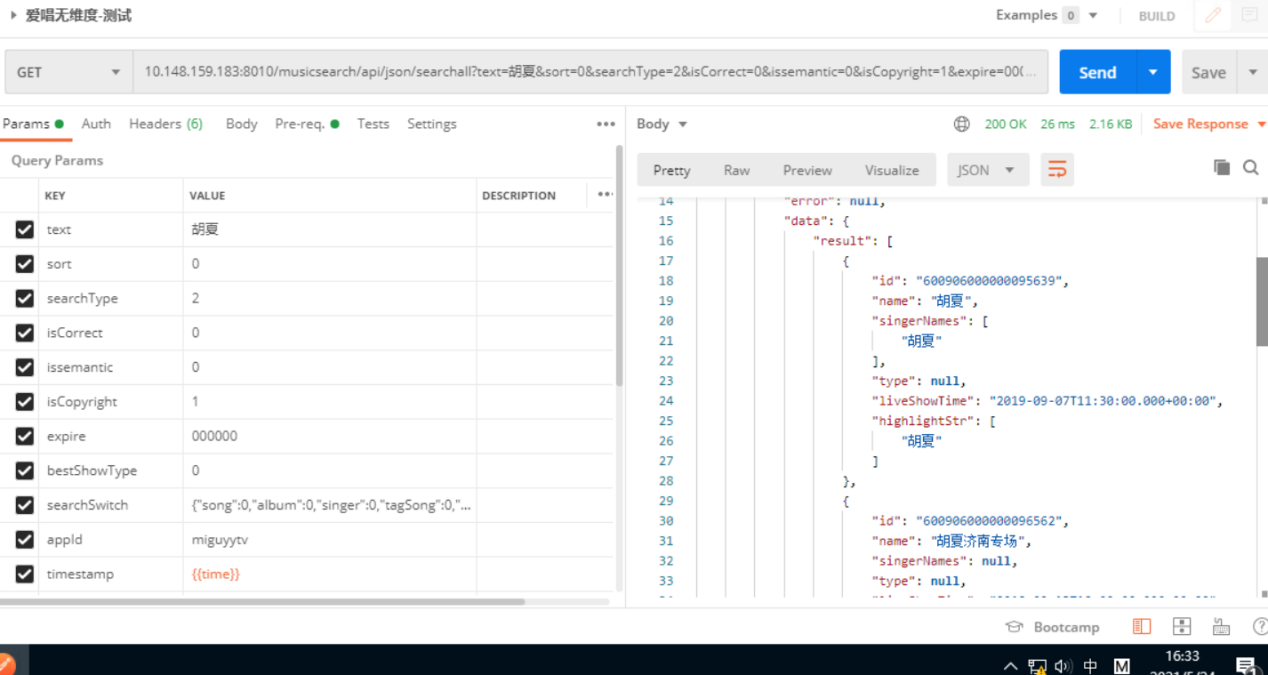 爱唱无维度-测试
Examples 0 BUILD
GET 10.148.159.183:8010/musicsearch/api/json/searchall?text=胡夏&sort=0&searchType=2&isCorrect=0&issemantic=0&isCopyright=1&expire=00(... Send Save
Params Auth Headers (6) Body Pre-req. Tests Settings
Query Params
KEY VALUE DESCRIPTION
text 胡夏
sort 0
searchType 2
isCorrect 0
issemantic 0
isCopyright 1
expire 000000
bestShowType 0
searchSwitch {"song":0,"album":0,"singer":0,"tagSong":0,"...
appId miguyytv
timestamp {{time}}
Body 200 OK 26 ms 2.16 KB Save Response
Pretty Raw Preview Visualize JSON
14 "error": null,
15 "data": {
16 "result": [
17 {
18 "id": "600906000000095639",
19 "name": "胡夏",
20 "singerNames": [
21 "胡夏"
22 ],
23 "type": null,
24 "liveShowTime": "2019-09-07T11:30:00.000+00:00",
25 "highlightStr": [
26 "胡夏"
27 ]
28 },
29 {
30 "id": "600906000000096562",
31 "name": "胡夏济南专场",
32 "singerNames": null,
33 "type": null,
Bootcamp
中 M 16:33
2021/5/24